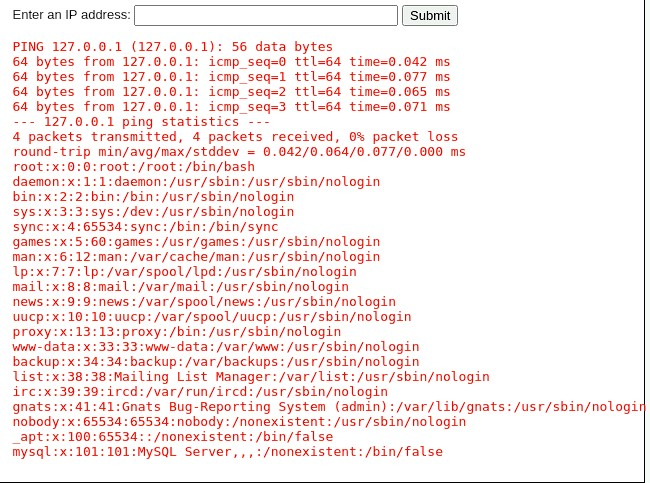 Enter an IP address: Submit
PING 127.0.0.1 (127.0.0.1): 56 data bytes
64 bytes from 127.0.0.1: icmp_seq=0 ttl=64 time=0.042 ms
64 bytes from 127.0.0.1: icmp_seq=1 ttl=64 time=0.077 ms
64 bytes from 127.0.0.1: icmp_seq=2 ttl=64 time=0.065 ms
64 bytes from 127.0.0.1: icmp_seq=3 ttl=64 time=0.071 ms
--- 127.0.0.1 ping statistics ---
4 packets transmitted, 4 packets received, 0% packet loss
round-trip min/avg/max/stddev = 0.042/0.064/0.077/0.000 ms
root:x:0:0:root:/root:/bin/bash
daemon:x:1:1:daemon:/usr/sbin:/usr/sbin/nologin
bin:x:2:2:bin:/bin:/usr/sbin/nologin
sys:x:3:3:sys:/dev:/usr/sbin/nologin
sync:x:4:65534:sync:/bin:/bin/sync
games:x:5:60:games:/usr/games:/usr/sbin/nologin
man:x:6:12:man:/var/cache/man:/usr/sbin/nologin
lp:x:7:7:lp:/var/spool/lpd:/usr/sbin/nologin
mail:x:8:8:mail:/var/mail:/usr/sbin/nologin
news:x:9:9:news:/var/spool/news:/usr/sbin/nologin
uucp:x:10:10:uucp:/var/spool/uucp:/usr/sbin/nologin
proxy:x:13:13:proxy:/bin:/usr/sbin/nologin
www-data:x:33:33:www-data:/var/www:/usr/sbin/nologin
backup:x:34:34:backup:/var/backups:/usr/sbin/nologin
list:x:38:38:Mailing List Manager:/var/list:/usr/sbin/nologin
irc:x:39:39:ircd:/var/run/ircd:/usr/sbin/nologin
gnats:x:41:41:Gnats Bug-Reporting System (admin):/var/lib/gnats:/usr/sbin/nologin
nobody:x:65534:65534:nobody:/nonexistent:/usr/sbin/nologin
_apt:x:100:65534::/nonexistent:/bin/false
mysql:x:101:101:MySQL Server,,,:/nonexistent:/bin/false